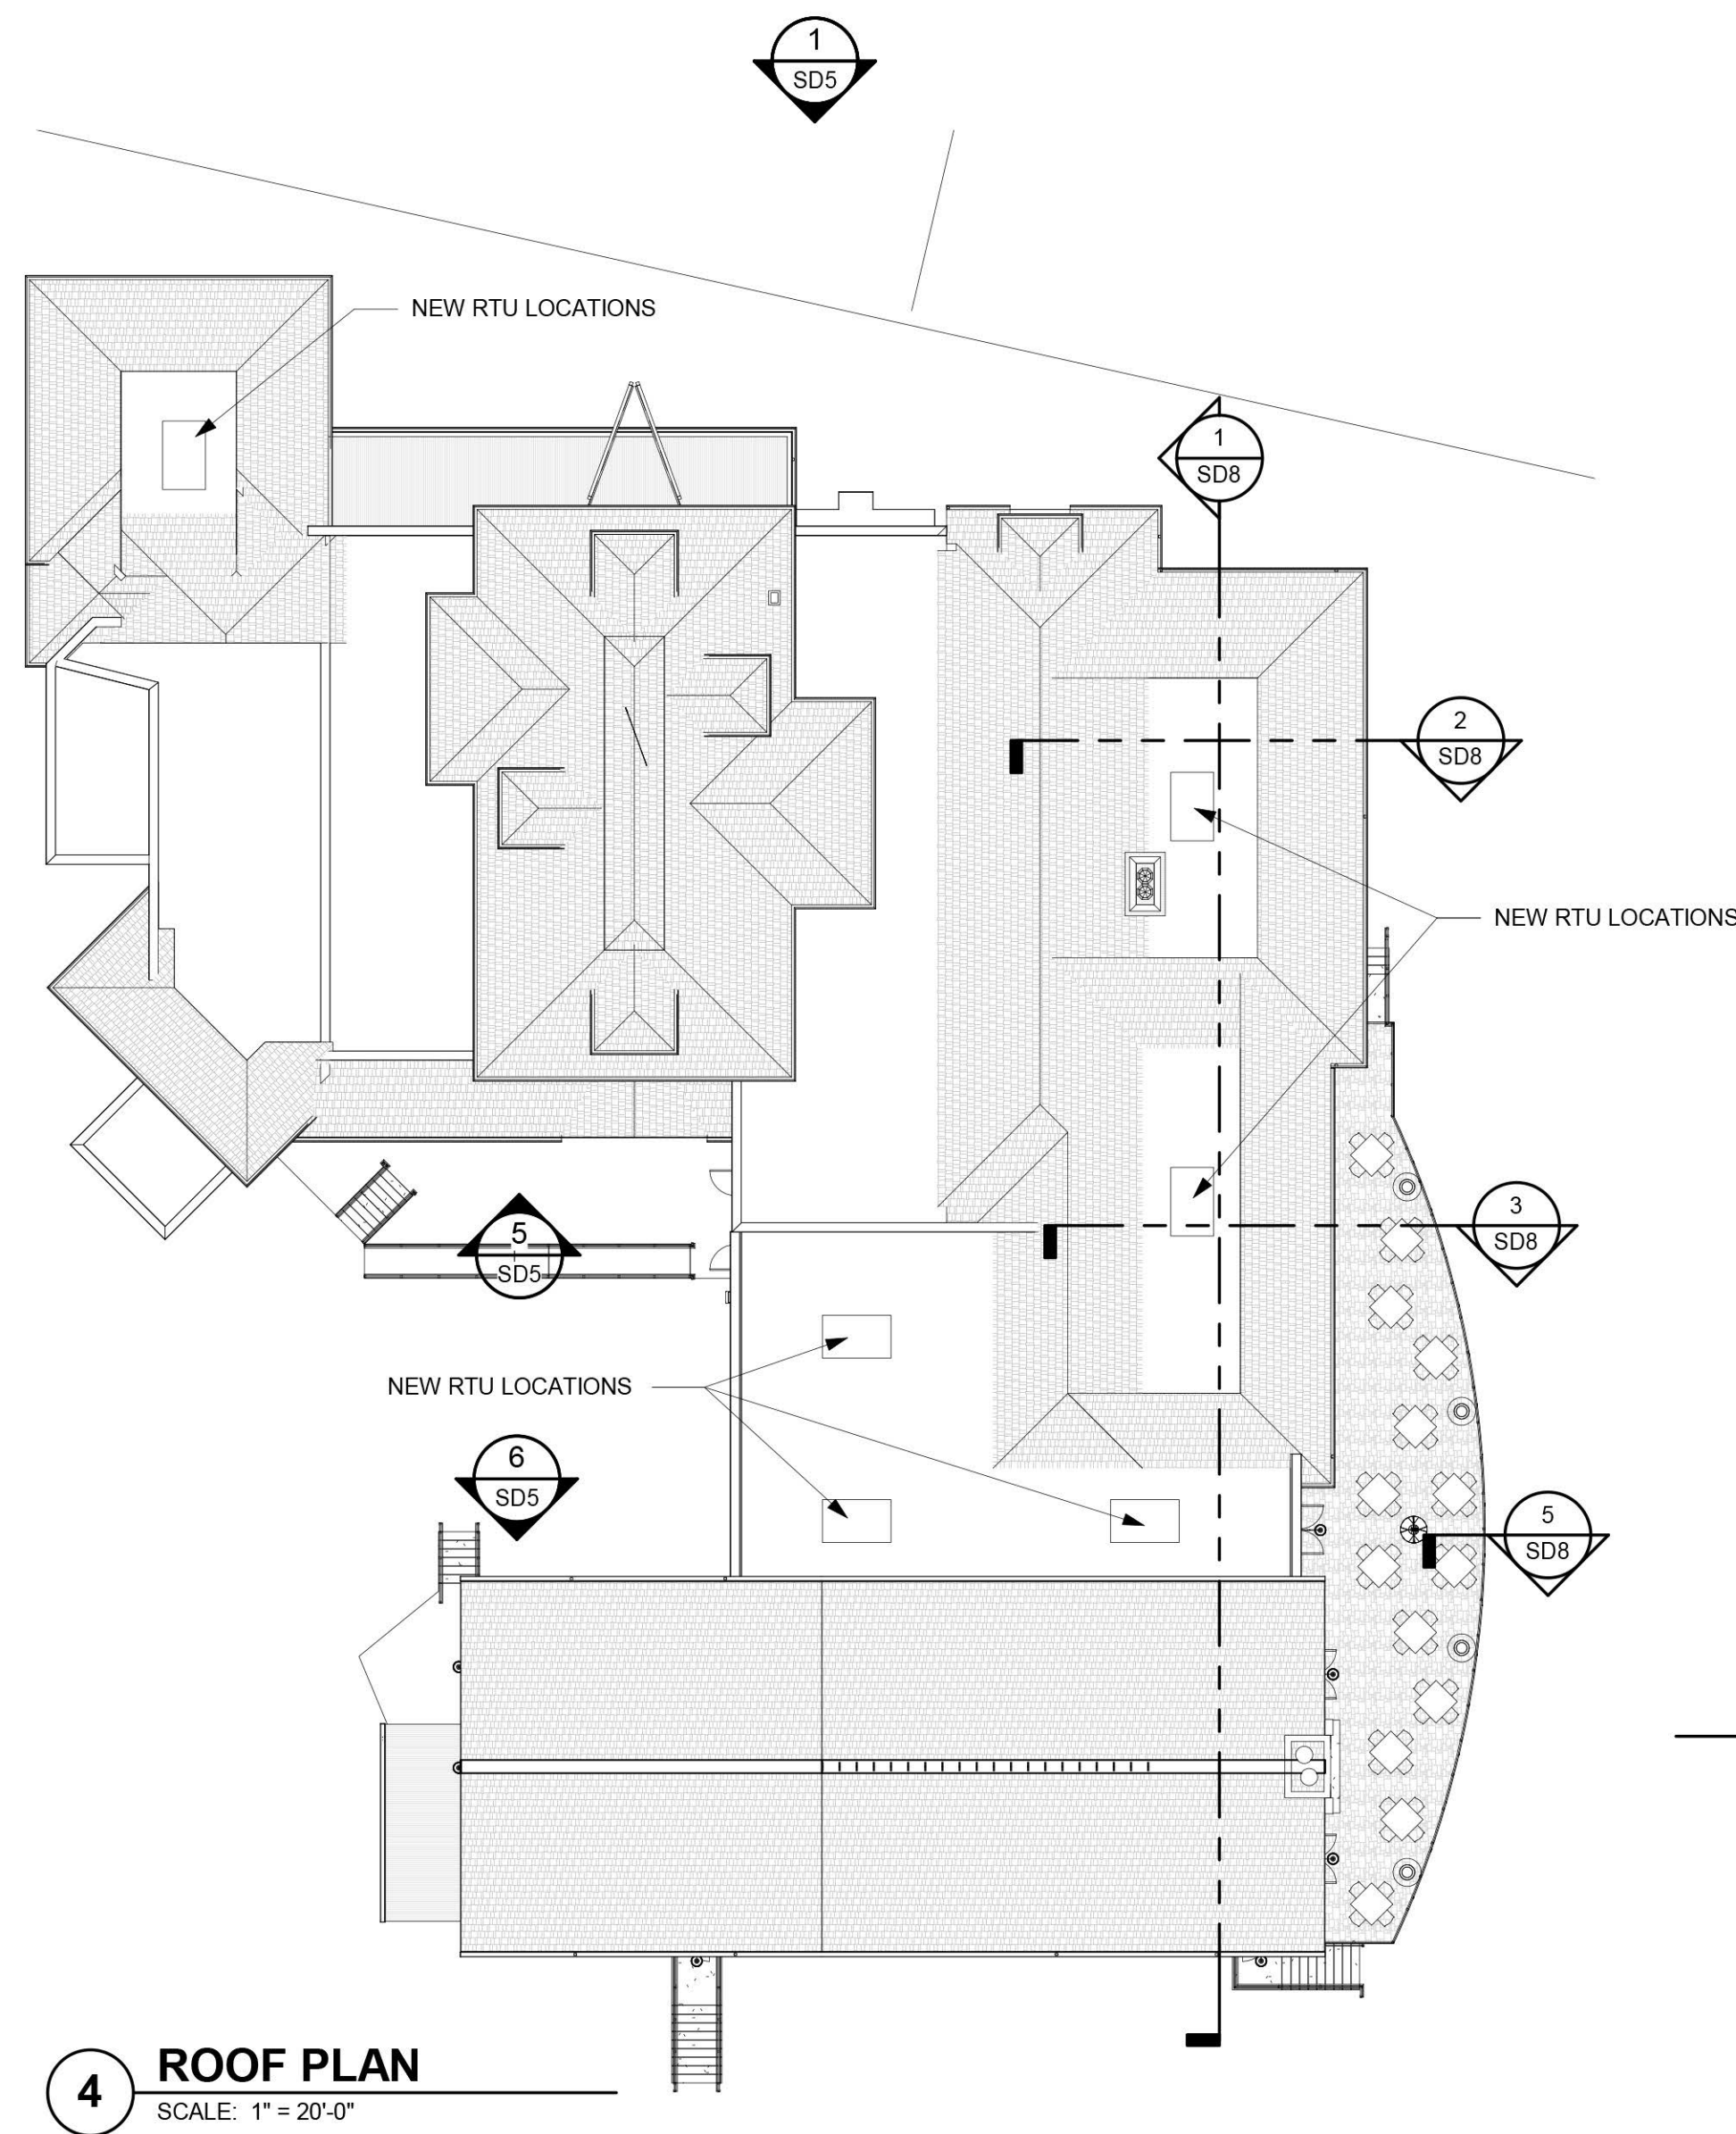 1
SD5
NEW RTU LOCATIONS
1
SD8
2
SD8
NEW RTU LOCATIONS
3
SD8
5
SD5
NEW RTU LOCATIONS
6
SD5
5
SD8
4
ROOF PLAN
SCALE: 1" = 20'-0"